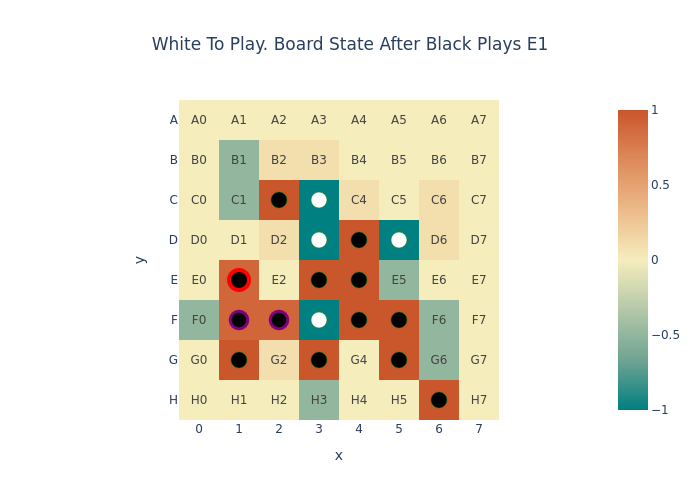 White To Play. Board State After Black Plays E1
A A0 A1 A2 A3 A4 A5 A6 A7
B B0 B1 B2 B3 B4 B5 B6 B7
C C0 C1 C4 C5 C6 C7
D D0 D1 D2 D6 D7
E E0 E2 E5 E6 E7
F F0 F6 F7
G G0 G2 G4 G6 G7
H H0 H1 H2 H3 H4 H5 H7
0 1 2 3 4 5 6 7
x
y
1
0.5
0
−0.5
−1